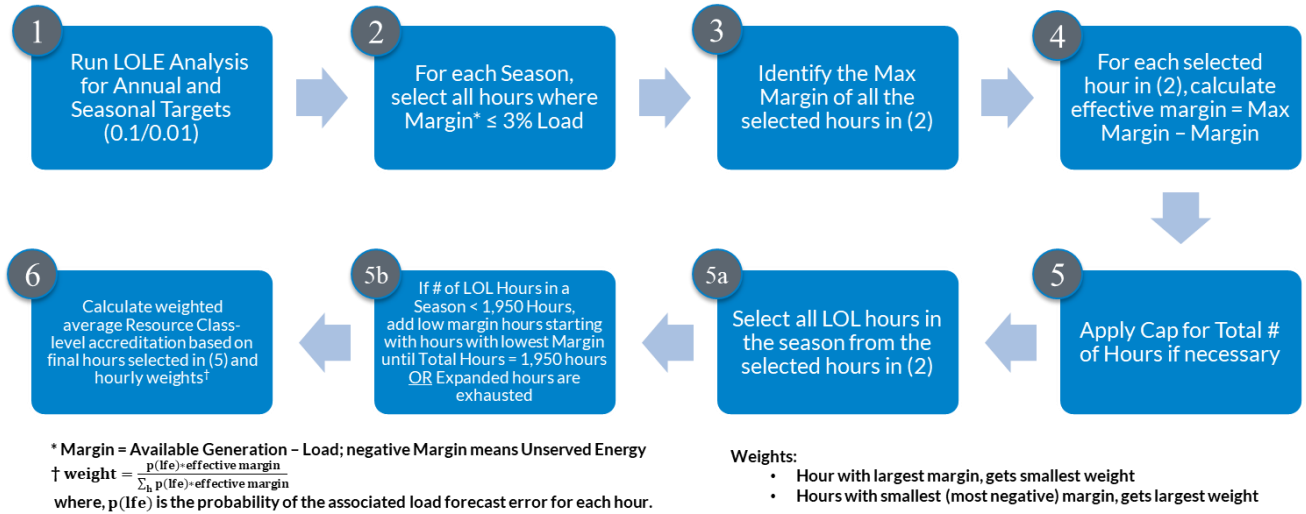 1
Run LOLE Analysis
for Annual and
Seasonal Targets
(0.1/0.01)
2
For each Season,
select all hours where
Margin* ≤ 3% Load
3
Identify the Max
Margin of all the
selected hours in (2)
4
For each selected
hour in (2), calculate
effective margin = Max
Margin – Margin
5
Apply Cap for Total #
of Hours if necessary
5a
Select all LOL hours in
the season from the
selected hours in (2)
5b
If # of LOL Hours in a
Season < 1,950 Hours,
add low margin hours starting
with hours with lowest Margin
until Total Hours = 1,950 hours
OR Expanded hours are
exhausted
6
Calculate weighted
average Resource Class-
level accreditation based on
final hours selected in (5) and
hourly weights†
* Margin = Available Generation – Load; negative Margin means Unserved Energy
† weight = p(lfe)*effective margin / ∑h p(lfe)*effective margin
where, p(lfe) is the probability of the associated load forecast error for each hour.
Weights:
• Hour with largest margin, gets smallest weight
• Hours with smallest (most negative) margin, gets largest weight